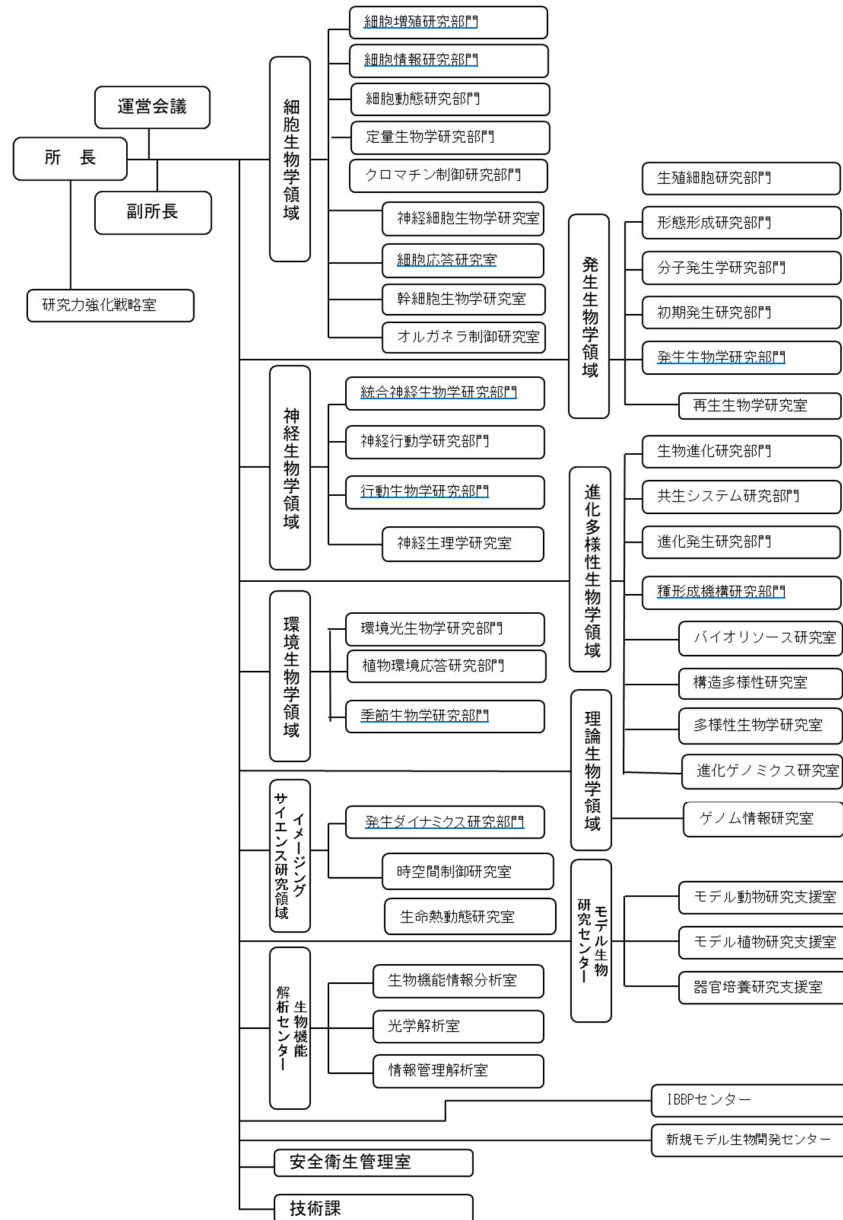 運営会議
所　長
副所長
研究力強化戦略室
細胞生物学領域
細胞増殖研究部門
細胞情報研究部門
細胞動態研究部門
定量生物学研究部門
クロマチン制御研究部門
神経細胞生物学研究室
細胞応答研究室
幹細胞生物学研究室
オルガネラ制御研究室
発生生物学領域
生殖細胞研究部門
形態形成研究部門
分子発生学研究部門
初期発生研究部門
発生生物学研究部門
再生生物学研究室
神経生物学領域
統合神経生物学研究部門
神経行動学研究部門
行動生物学研究部門
神経生理学研究室
進化多様性生物学領域
生物進化研究部門
共生システム研究部門
進化発生研究部門
種形成機構研究部門
バイオリソース研究室
構造多様性研究室
多様性生物学研究室
進化ゲノミクス研究室
環境生物学領域
環境光生物学研究部門
植物環境応答研究部門
季節生物学研究部門
理論生物学領域
ゲノム情報研究室
イメージング
サイエンス研究領域
発生ダイナミクス研究部門
時空間制御研究室
生命熱動態研究室
モデル生物
研究センター
モデル動物研究支援室
モデル植物研究支援室
器官培養研究支援室
生物機能
解析センター
生物機能情報分析室
光学解析室
情報管理解析室
IBBPセンター
新規モデル生物開発センター
安全衛生管理室
技術課